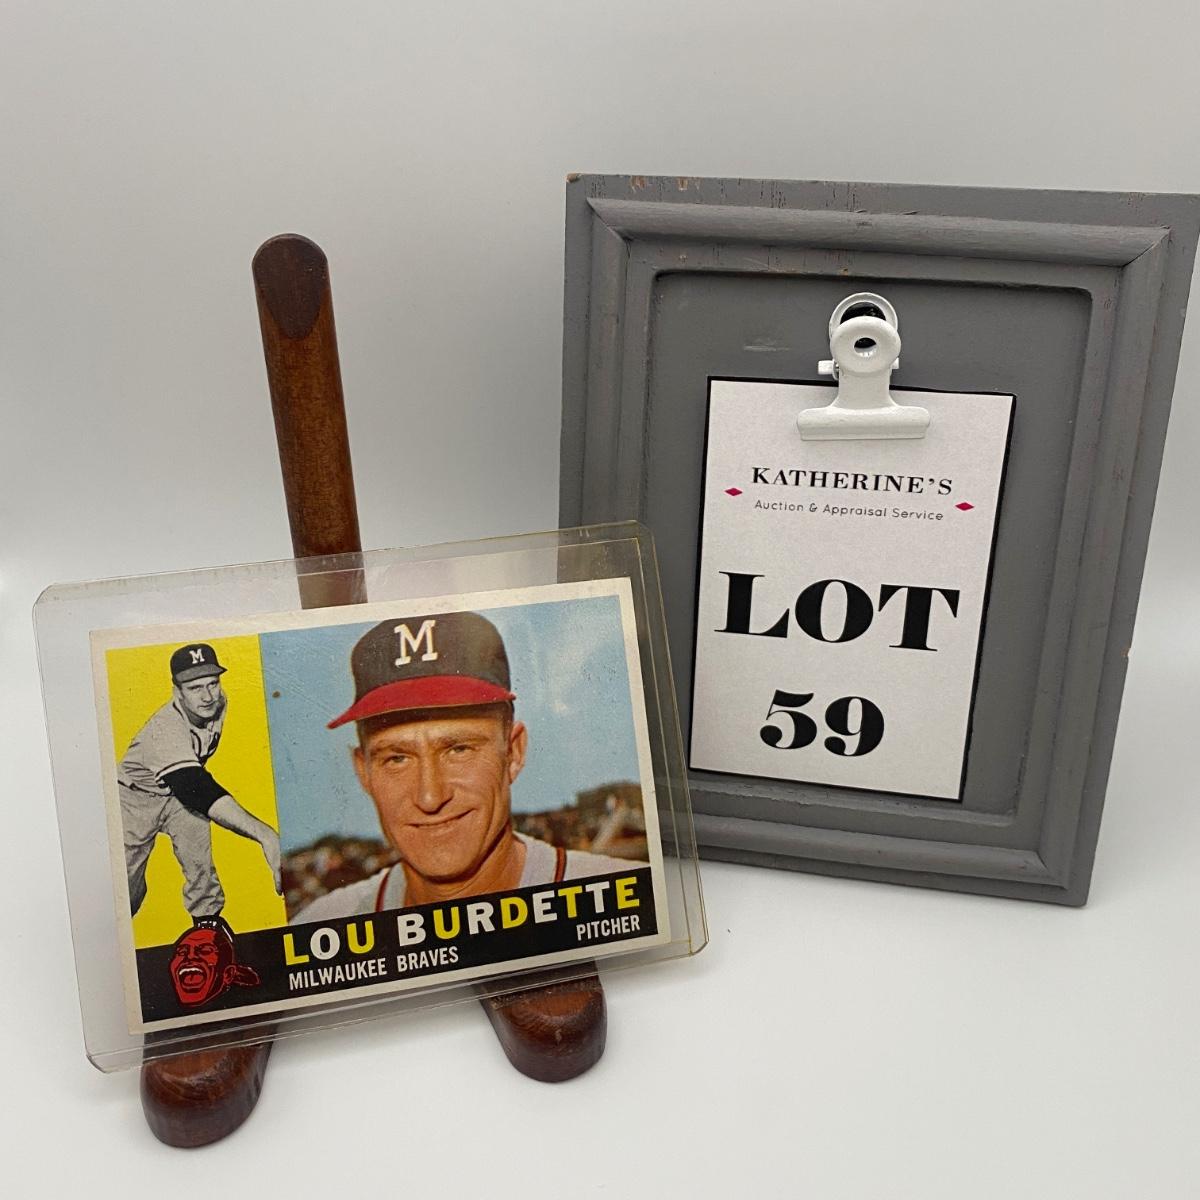 KATHERINE'S
Auction & Appraisal Service
LOT
59
M
M
LOU BURDETTE
MILWAUKEE BRAVES
PITCHER